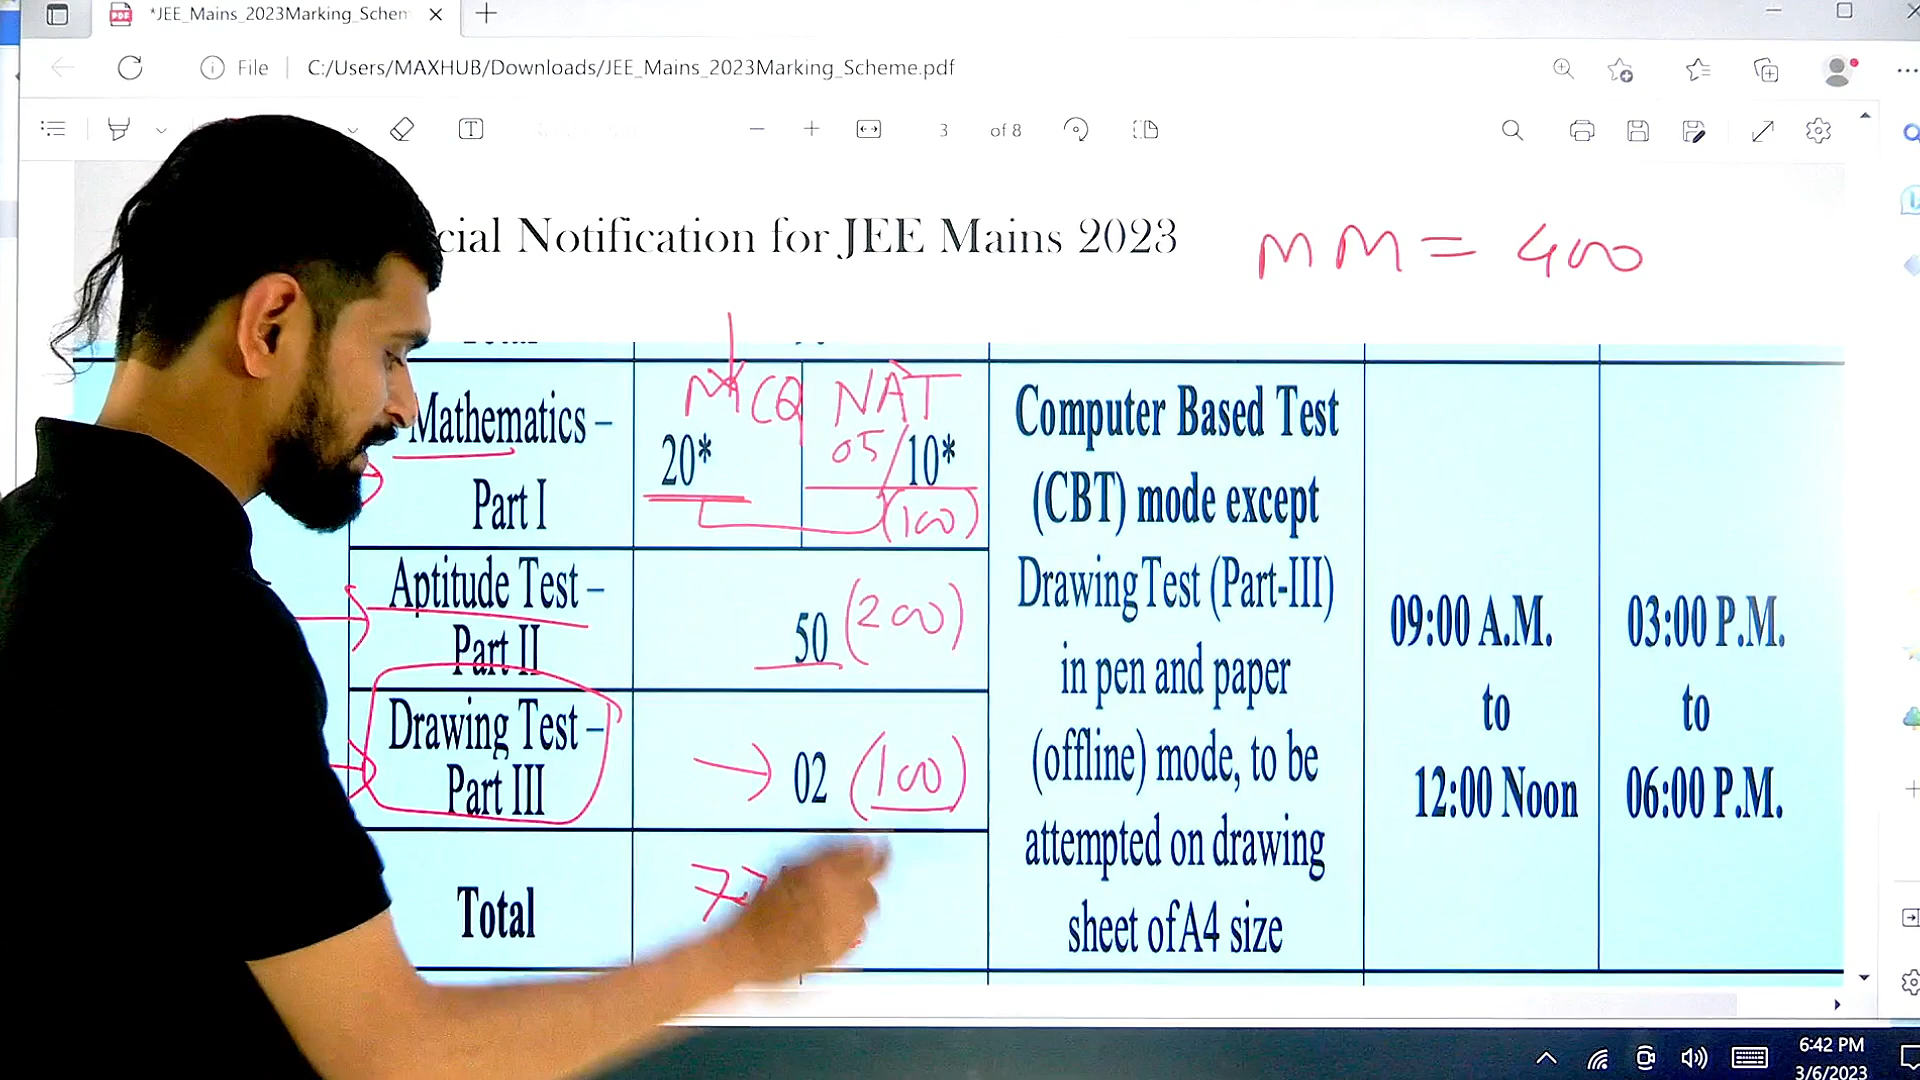 *JEE_Mains_2023Marking_Schem
File
C:/Users/MAXHUB/Downloads/JEE_Mains_2023Marking_Scheme.pdf
3 of 8
cial Notification for JEE Mains 2023
MM = 400
MCQ NAT
Mathematics –
Part I
20*
05/10*
(100)
Aptitude Test –
Part II
50 (200)
Drawing Test –
Part III
02 (100)
Total
Computer Based Test
(CBT) mode except
Drawing Test (Part-III)
in pen and paper
(offline) mode, to be
attempted on drawing
sheet of A4 size
09:00 A.M.
to
12:00 Noon
03:00 P.M.
to
06:00 P.M.
6:42 PM
3/6/2023